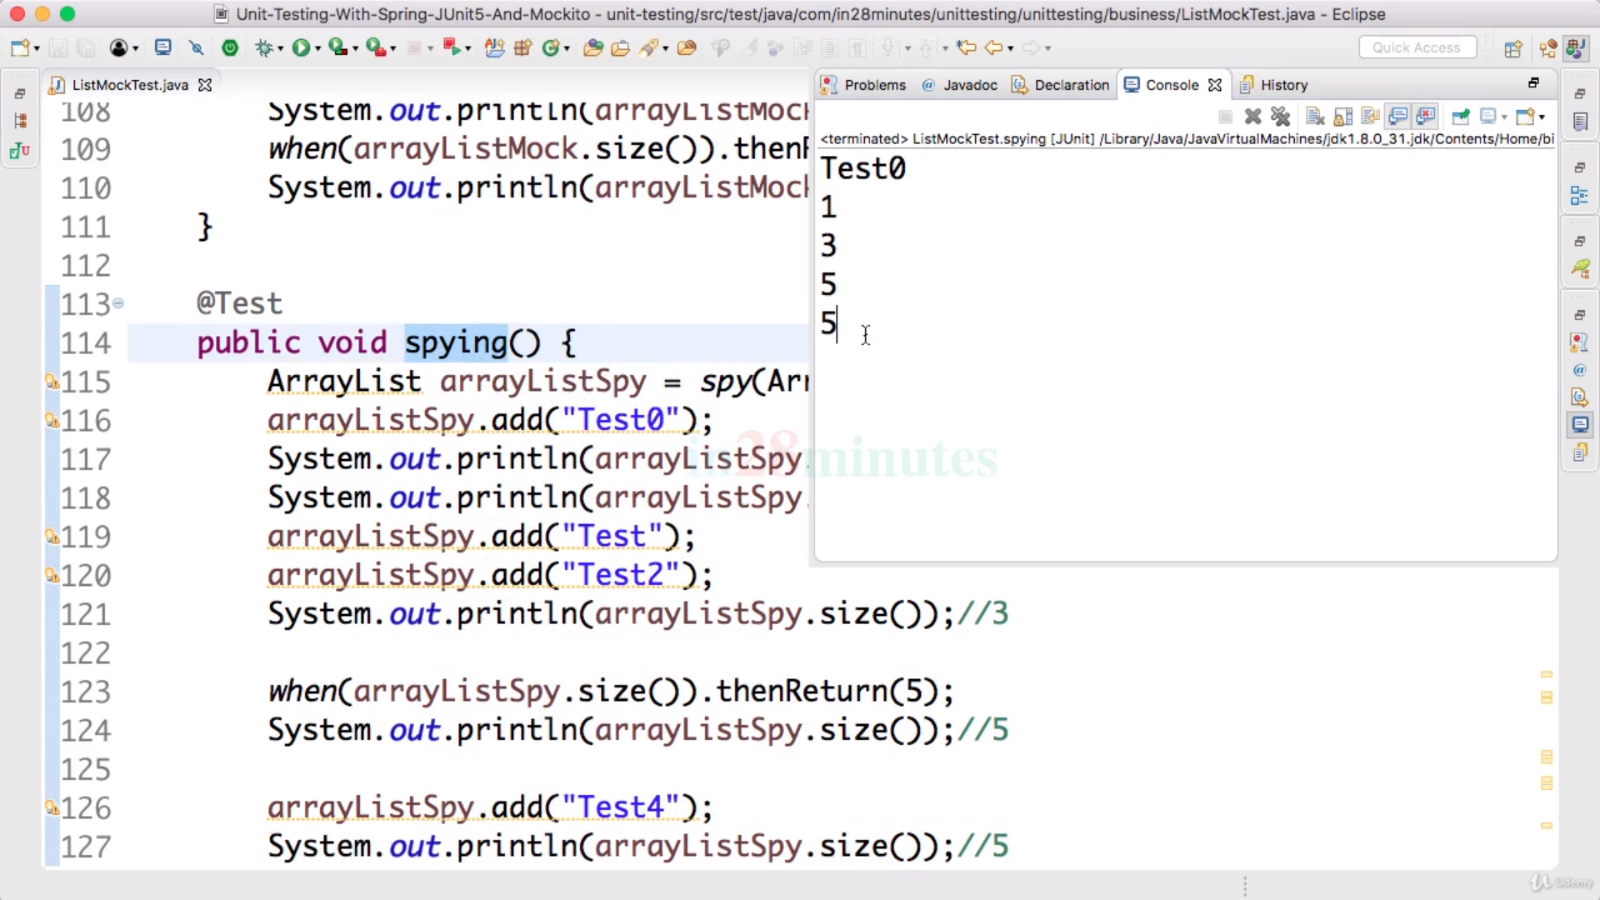 Unit-Testing-With-Spring-JUnit5-And-Mockito - unit-testing/src/test/java/com/in28minutes/unittesting/unittesting/business/ListMockTest.java - Eclipse
Quick Access
ListMockTest.java
Problems @ Javadoc Declaration Console History
<terminated> ListMockTest.spying [JUnit] /Library/Java/JavaVirtualMachines/jdk1.8.0_31.jdk/Contents/Home/bi
Test0
1
3
5
5
108 System.out.println(arrayListMock
109 when(arrayListMock.size()).thenR
110 System.out.println(arrayListMock
111 }
112
113 @Test
114 public void spying() {
115 ArrayList arrayListSpy = spy(Arr
116 arrayListSpy.add("Test0");
117 System.out.println(arrayListSpy.
118 System.out.println(arrayListSpy.
119 arrayListSpy.add("Test");
120 arrayListSpy.add("Test2");
121 System.out.println(arrayListSpy.size());//3
122
123 when(arrayListSpy.size()).thenReturn(5);
124 System.out.println(arrayListSpy.size());//5
125
126 arrayListSpy.add("Test4");
127 System.out.println(arrayListSpy.size());//5
in28minutes
Udemy